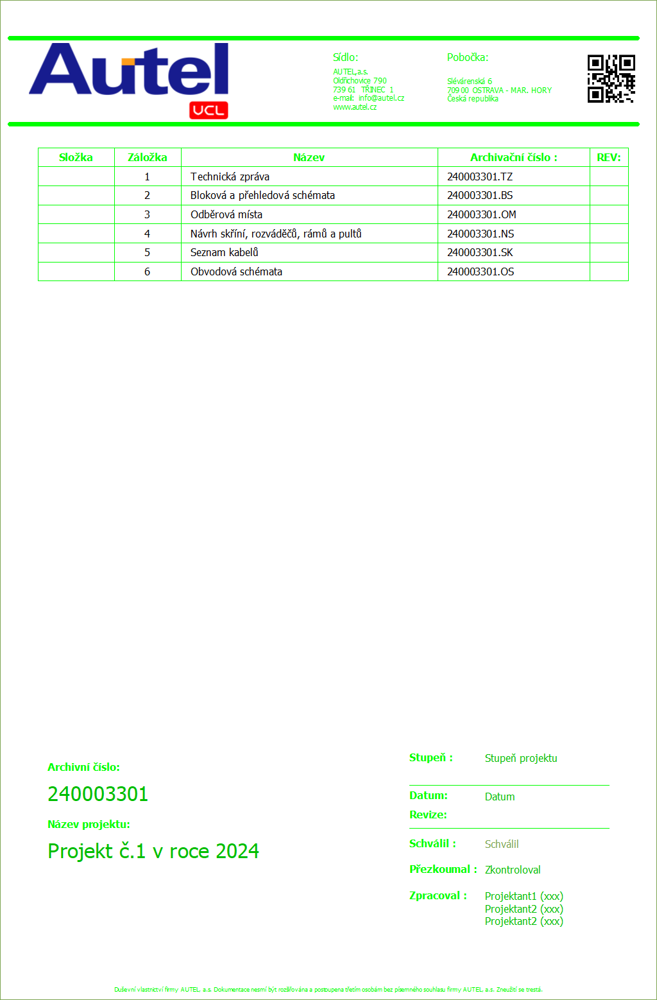 Autel
UCL
Sídlo:
AUTEL,a.s.
Oldřichovice 790
739 61 TŘINEC 1
e-mal: info@autel.cz
www.autel.cz
Pobočka:
Slévárenská 6
709 00 OSTRAVA - MAR. HORY
Česká republika
Složka Záložka Název Archivační číslo : REV:
1 Technická zpráva 240003301.TZ
2 Bloková a přehledová schémata 240003301.BS
3 Odběrová místa 240003301.OM
4 Návrh skříní, rozváděčů, rámů a pultů 240003301.NS
5 Seznam kabelů 240003301.SK
6 Obvodová schémata 240003301.OS
Archivní číslo:
240003301
Název projektu:
Projekt č.1 v roce 2024
Stupeň : Stupeň projektu
Datum: Datum
Revize:
Schválil : Schválil
Přezkoumal : Zkontroloval
Zpracoval : Projektant1 (xxx)
Projektant2 (xxx)
Projektant2 (xxx)
Duševní vlastnictví firmy AUTEL, a.s. Dokumentace nesmí být rozšiřována a postoupena třetím osobám bez písemného souhlasu firmy AUTEL, a.s. Zneužití se trestá.